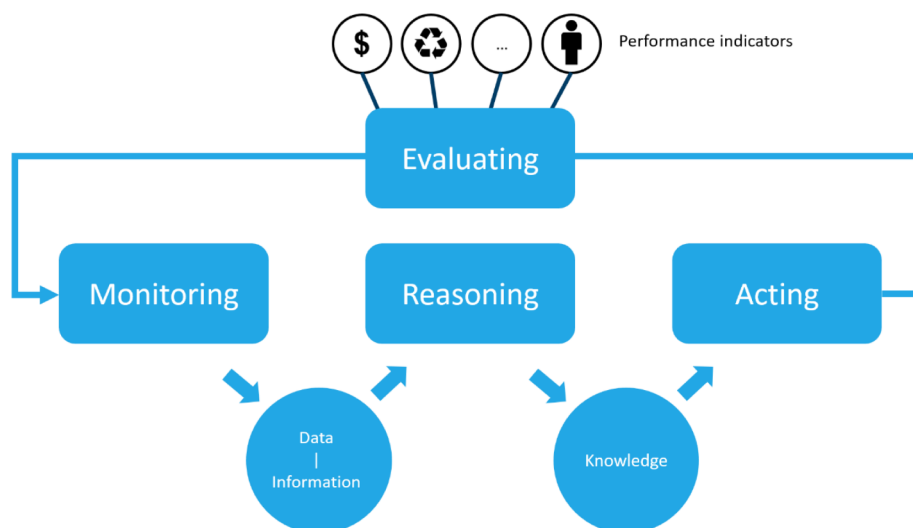 $
...
Performance indicators
Evaluating
Monitoring
Reasoning
Acting
Data
|
Information
Knowledge